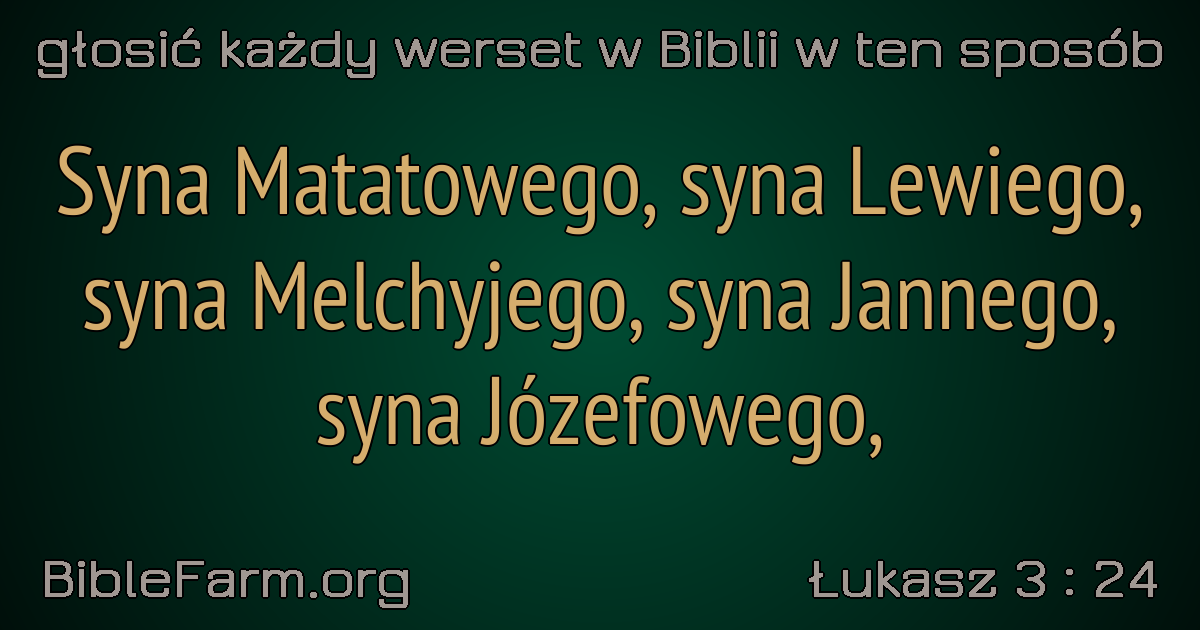 głosić każdy werset w Biblii w ten sposób
Syna Matatowego, syna Lewiego,
syna Melchyjego, syna Jannego,
syna Józefowego,
BibleFarm.org
Łukasz 3 : 24